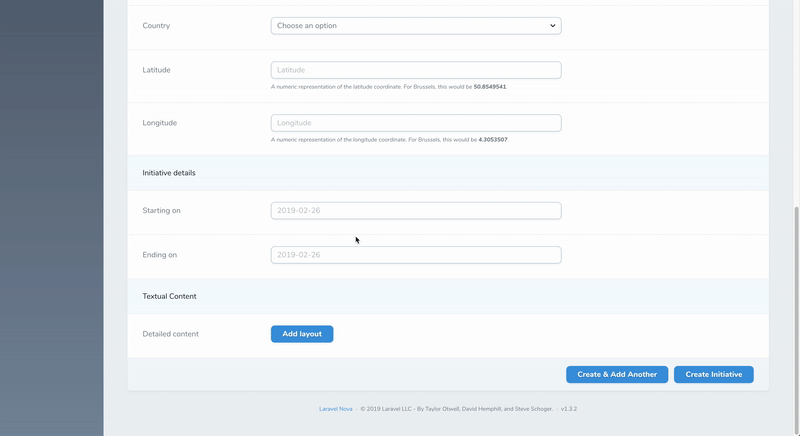 Country
Choose an option
Latitude
Latitude
A numeric representation of the latitude coordinate. For Brussels, this would be 50.8549541.
Longitude
Longitude
A numeric representation of the longitude coordinate. For Brussels, this would be 4.3053507.
Initiative details
Starting on
2019-02-26
Ending on
2019-02-26
Textual Content
Detailed content
Add layout
Create & Add Another
Create Initiative
Laravel Nova · © 2019 Laravel LLC - By Taylor Otwell, David Hemphill, and Steve Schoger. · v1.3.2